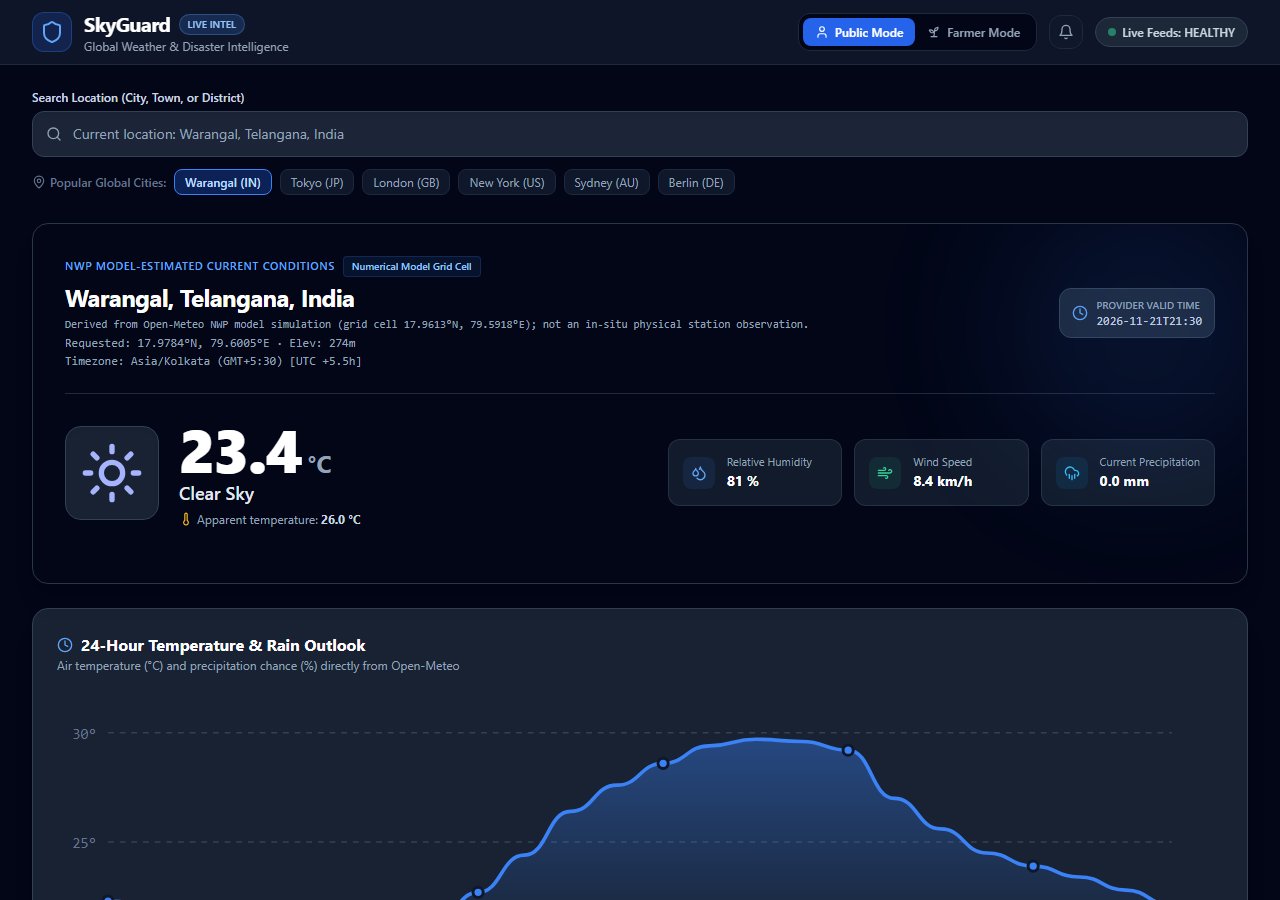 SkyGuard LIVE INTEL
Global Weather & Disaster Intelligence
Public Mode
Farmer Mode
Live Feeds: HEALTHY
Search Location (City, Town, or District)
Current location: Warangal, Telangana, India
Popular Global Cities: Warangal (IN) Tokyo (JP) London (GB) New York (US) Sydney (AU) Berlin (DE)
NWP MODEL-ESTIMATED CURRENT CONDITIONS Numerical Model Grid Cell
Warangal, Telangana, India
Derived from Open-Meteo NWP model simulation (grid cell 17.9613°N, 79.5918°E); not an in-situ physical station observation.
Requested: 17.9784°N, 79.6005°E · Elev: 274m
Timezone: Asia/Kolkata (GMT+5:30) [UTC +5.5h]
PROVIDER VALID TIME
2026-11-21T21:30
23.4 °C
Clear Sky
Apparent temperature: 26.0 °C
Relative Humidity
81 %
Wind Speed
8.4 km/h
Current Precipitation
0.0 mm
24-Hour Temperature & Rain Outlook
Air temperature (°C) and precipitation chance (%) directly from Open-Meteo
30°
25°